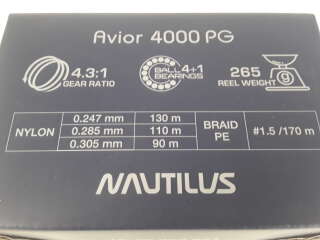 Avior 4000 PG
4.3:1
GEAR RATIO
BALL 4+1
BEARINGS
265
REEL WEIGHT
g
NYLON
0.247 mm 130 m
0.285 mm 110 m
0.305 mm 90 m
BRAID
PE
#1.5 /170 m
NAUTILUS